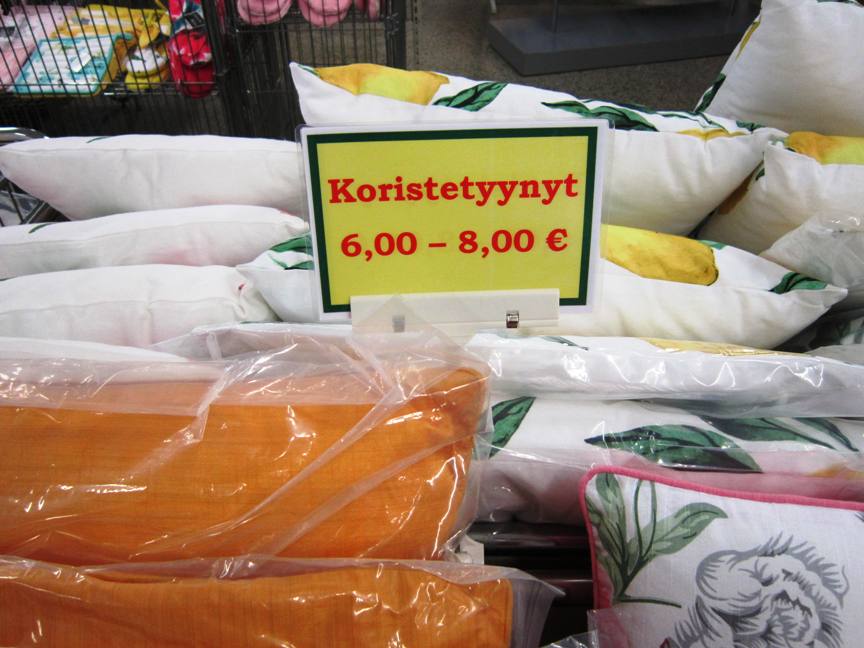 Koristetyynyt
6,00 – 8,00 €